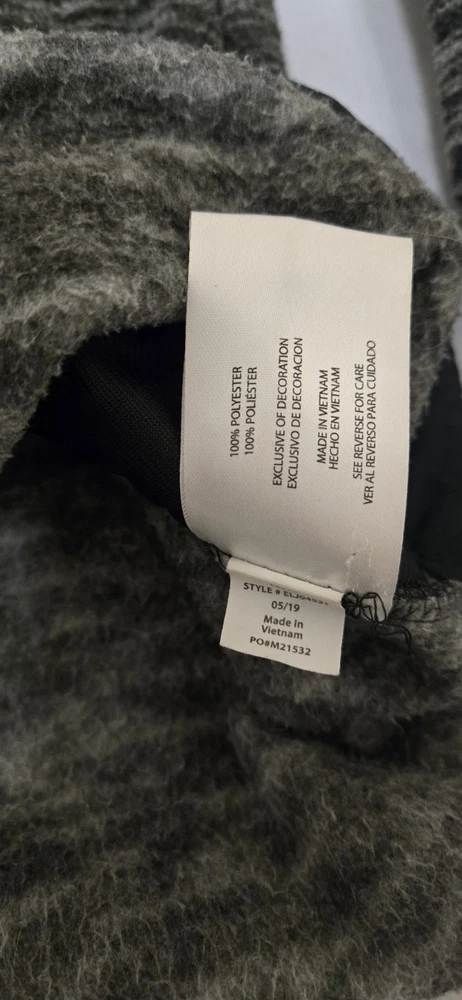 100% POLYESTER
100% POLIÉSTER
EXCLUSIVE OF DECORATION
EXCLUSIVO DE DECORACION
MADE IN VIETNAM
HECHO EN VIETNAM
SEE REVERSE FOR CARE
VER AL REVERSO PARA CUIDADO
STYLE #
05/19
Made In
Vietnam
PO#M21532